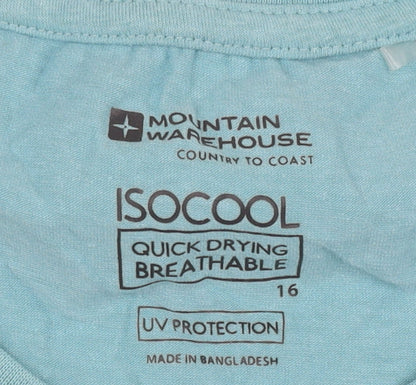 MOUNTAIN
WAREHOUSE
COUNTRY TO COAST
ISOCOOL
QUICK DRYING
BREATHABLE
16
UV PROTECTION
MADE IN BANGLADESH